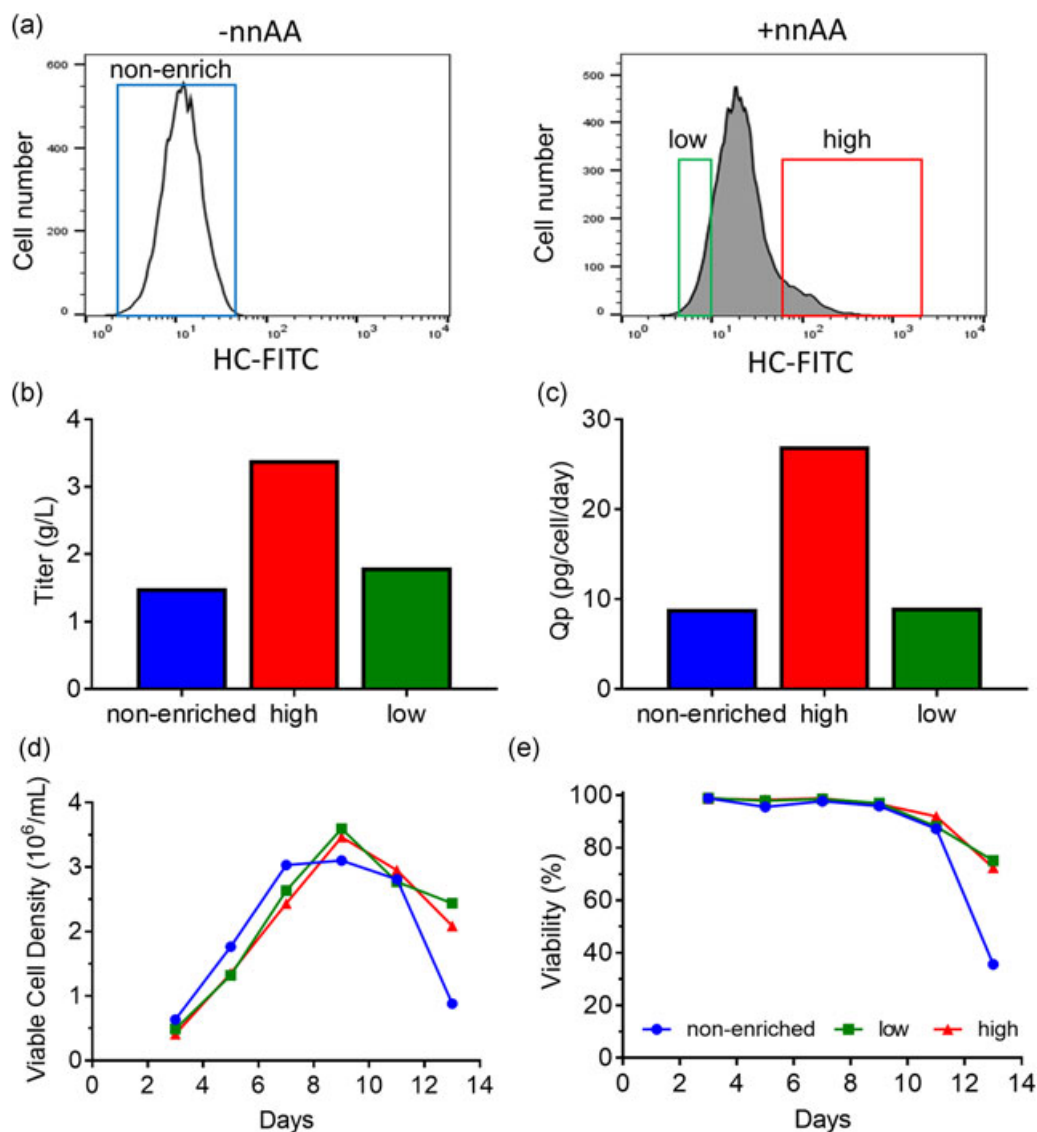 (a)
-nnAA
non-enrich
Cell number
600
400
200
0
10⁰ 10¹ 10² 10³ 10⁴
HC-FITC
+nnAA
low
high
Cell number
500
400
300
200
100
0
10⁰ 10¹ 10² 10³ 10⁴
HC-FITC
(b)
Titer (g/L)
4
3
2
1
0
non-enriched high low
(c)
Qp (pg/cell/day)
30
20
10
0
non-enriched high low
(d)
Viable Cell Density (10⁶/mL)
4
3
2
1
0
0 2 4 6 8 10 12 14
Days
(e)
Viability (%)
100
80
60
40
20
0
non-enriched low high
0 2 4 6 8 10 12 14
Days